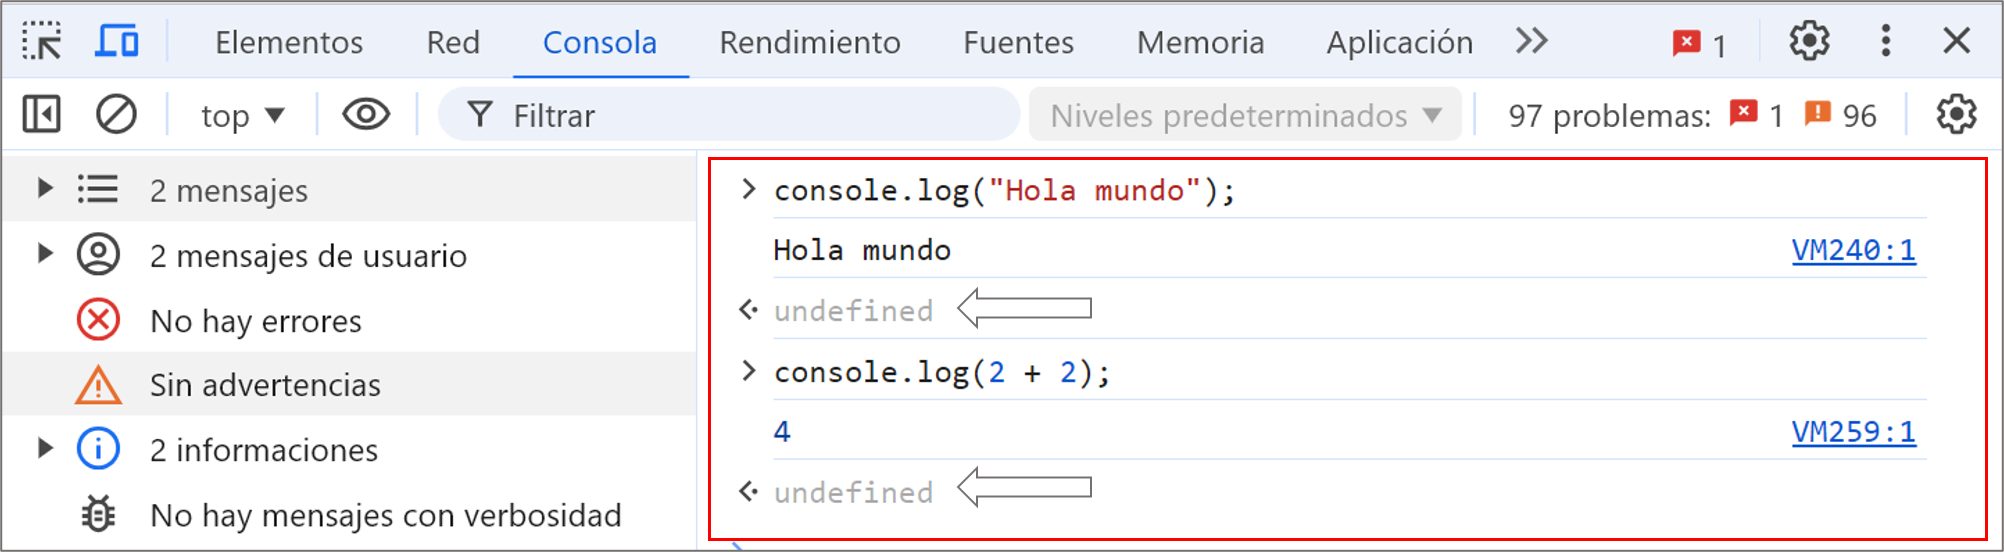 Elementos Red Consola Rendimiento Fuentes Memoria Aplicación 1
top Filtrar Niveles predeterminados 97 problemas: 1 96
2 mensajes
2 mensajes de usuario
No hay errores
Sin advertencias
2 informaciones
No hay mensajes con verbosidad
> console.log("Hola mundo");
Hola mundo VM240:1
undefined
> console.log(2 + 2);
4 VM259:1
undefined